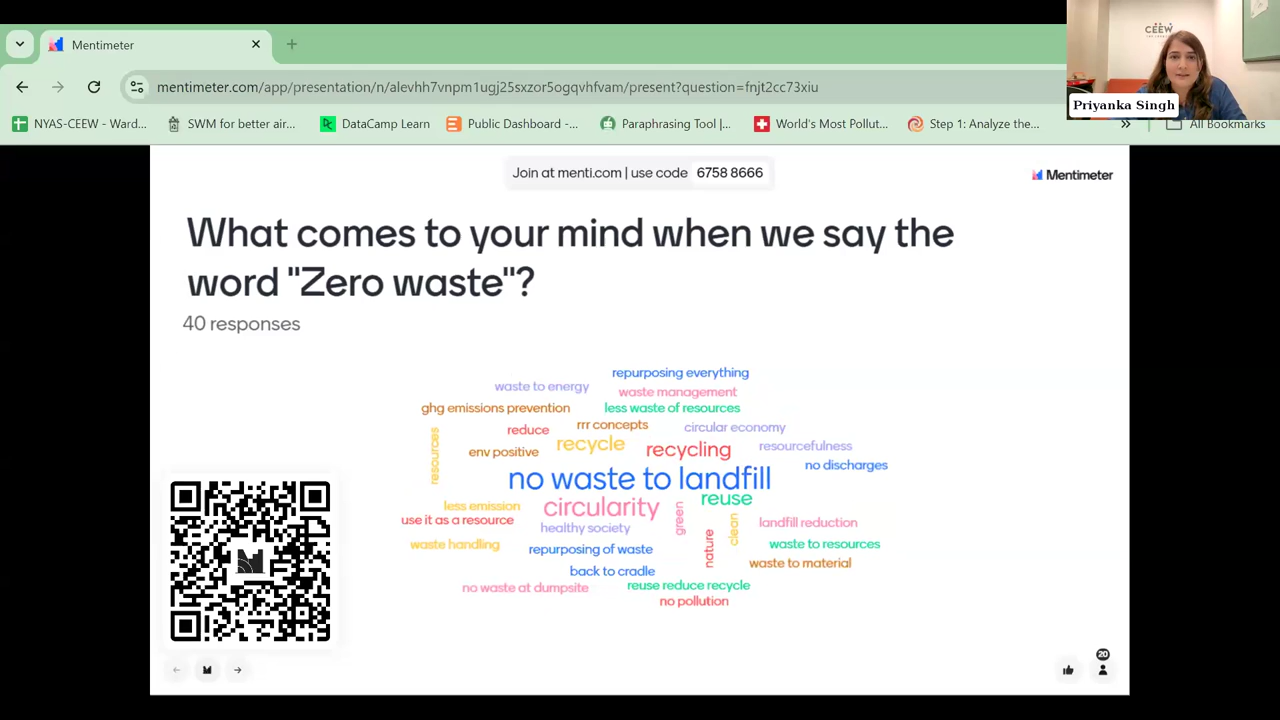 Mentimeter
mentimeter.com/app/presentation/n/alevhh7vnpm1ugj25sxzor5ogqvhfvam/present?question=fnjt2cc73xiu
NYAS-CEEW - Ward...
SWM for better air...
DataCamp Learn
Public Dashboard -...
Paraphrasing Tool |...
World's Most Pollut...
Step 1: Analyze the...
All Bookmarks
CEEW
Priyanka Singh
Join at menti.com | use code 6758 8666
Mentimeter
What comes to your mind when we say the
word "Zero waste"?
40 responses
repurposing everything
waste to energy
waste management
ghg emissions prevention
less waste of resources
rrr concepts
circular economy
reduce
resources
recycle
recycling
resourcefulness
env positive
no discharges
no waste to landfill
reuse
less emission
circularity
green
clean
use it as a resource
healthy society
landfill reduction
nature
waste handling
repurposing of waste
waste to resources
waste to material
back to cradle
no waste at dumpsite
reuse reduce recycle
no pollution
20